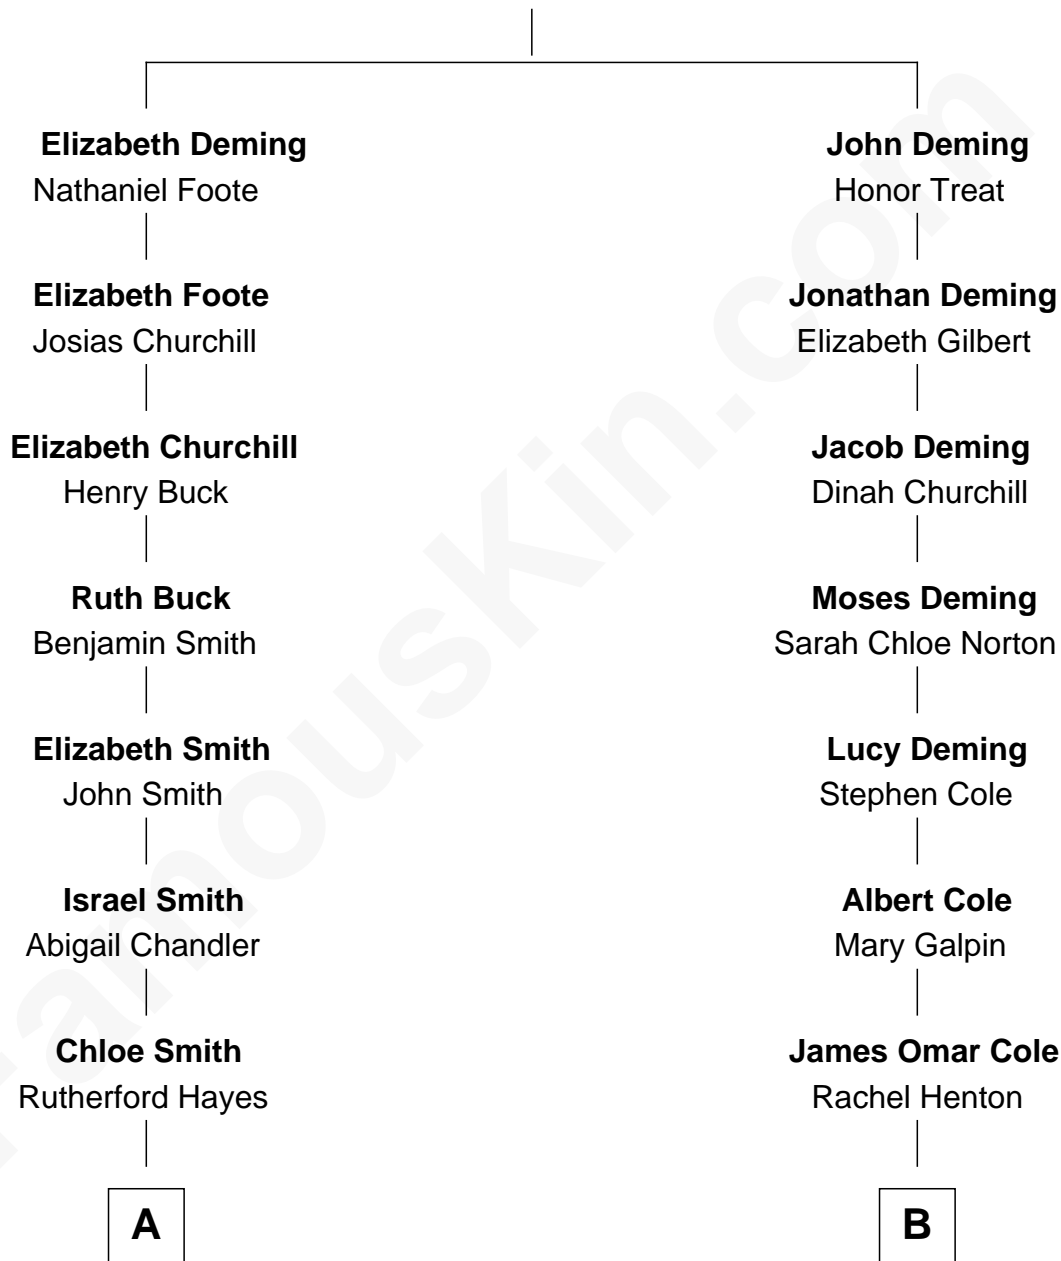 Elizabeth Deming
Nathaniel Foote
Elizabeth Foote
Josias Churchill
Elizabeth Churchill
Henry Buck
Ruth Buck
Benjamin Smith
Elizabeth Smith
John Smith
Israel Smith
Abigail Chandler
Chloe Smith
Rutherford Hayes
A
John Deming
Honor Treat
Jonathan Deming
Elizabeth Gilbert
Jacob Deming
Dinah Churchill
Moses Deming
Sarah Chloe Norton
Lucy Deming
Stephen Cole
Albert Cole
Mary Galpin
James Omar Cole
Rachel Henton
B
FamousKin.com